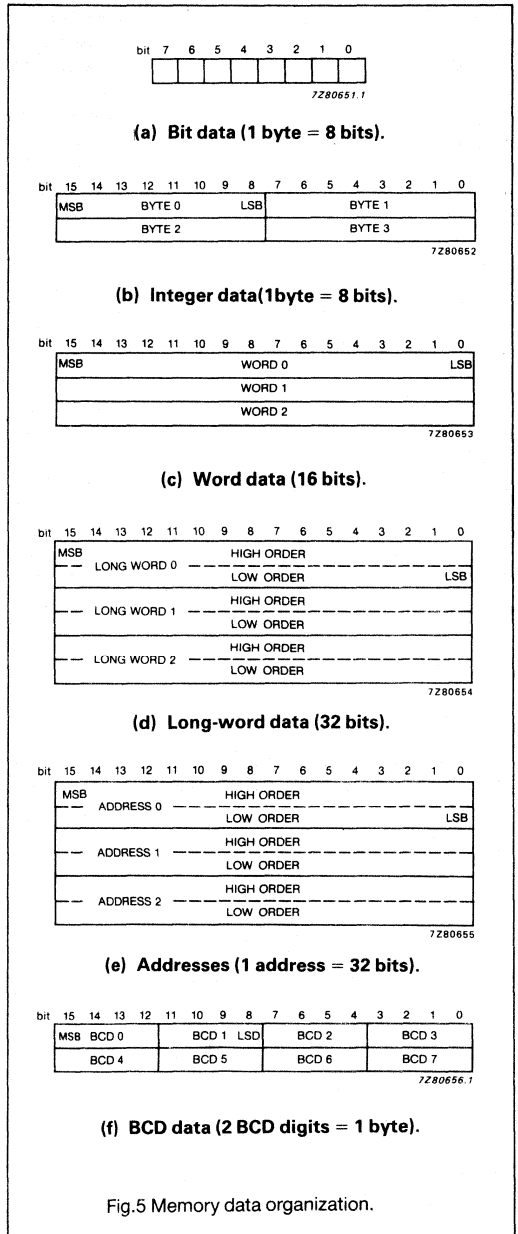 bit 7 6 5 4 3 2 1 0
7Z80651.1
(a) Bit data (1 byte = 8 bits).
bit 15 14 13 12 11 10 9 8 7 6 5 4 3 2 1 0
MSB BYTE 0 LSB BYTE 1
BYTE 2 BYTE 3
7Z80652
(b) Integer data(1byte = 8 bits).
bit 15 14 13 12 11 10 9 8 7 6 5 4 3 2 1 0
MSB WORD 0 LSB
WORD 1
WORD 2
7Z80653
(c) Word data (16 bits).
bit 15 14 13 12 11 10 9 8 7 6 5 4 3 2 1 0
MSB HIGH ORDER
LONG WORD 0
LOW ORDER LSB
HIGH ORDER
LONG WORD 1
LOW ORDER
HIGH ORDER
LONG WORD 2
LOW ORDER
7Z80654
(d) Long-word data (32 bits).
bit 15 14 13 12 11 10 9 8 7 6 5 4 3 2 1 0
MSB HIGH ORDER
ADDRESS 0
LOW ORDER LSB
HIGH ORDER
ADDRESS 1
LOW ORDER
HIGH ORDER
ADDRESS 2
LOW ORDER
7Z80655
(e) Addresses (1 address = 32 bits).
bit 15 14 13 12 11 10 9 8 7 6 5 4 3 2 1 0
MSB BCD 0 BCD 1 LSD BCD 2 BCD 3
BCD 4 BCD 5 BCD 6 BCD 7
7Z80656.1
(f) BCD data (2 BCD digits = 1 byte).
Fig.5 Memory data organization.